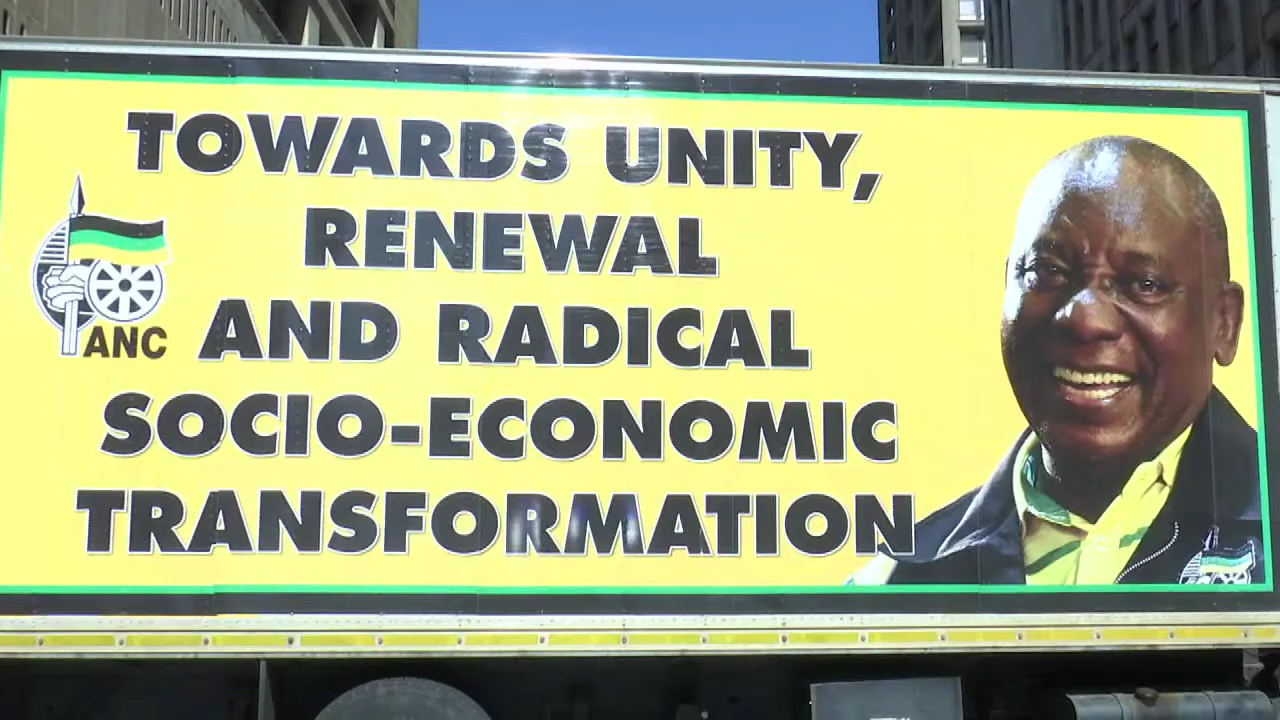 TOWARDS UNITY,
RENEWAL
AND RADICAL
SOCIO-ECONOMIC
TRANSFORMATION
ANC